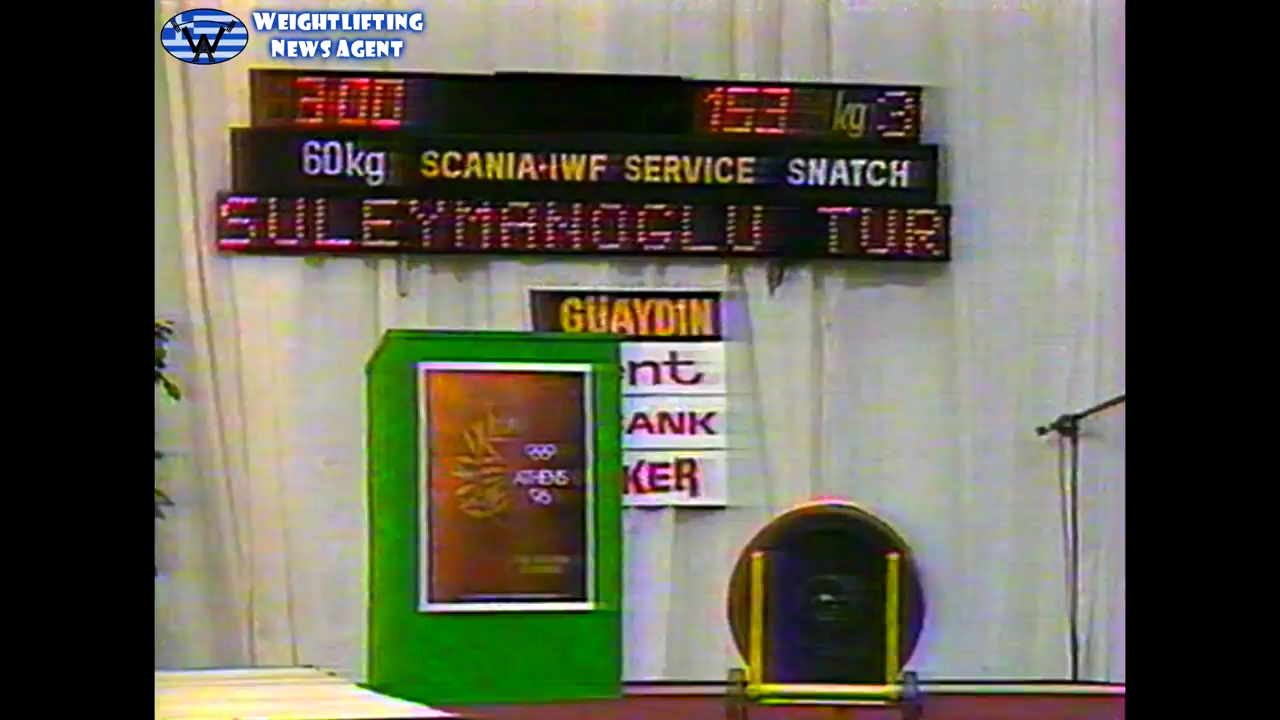 WEIGHTLIFTING
NEWS AGENT
300 153 kg 3
60kg SCANIA-IWF SERVICE SNATCH
SULEYMANOGLU TUR
GUAYDIN
ent
ANK
KER
ATHENS
96